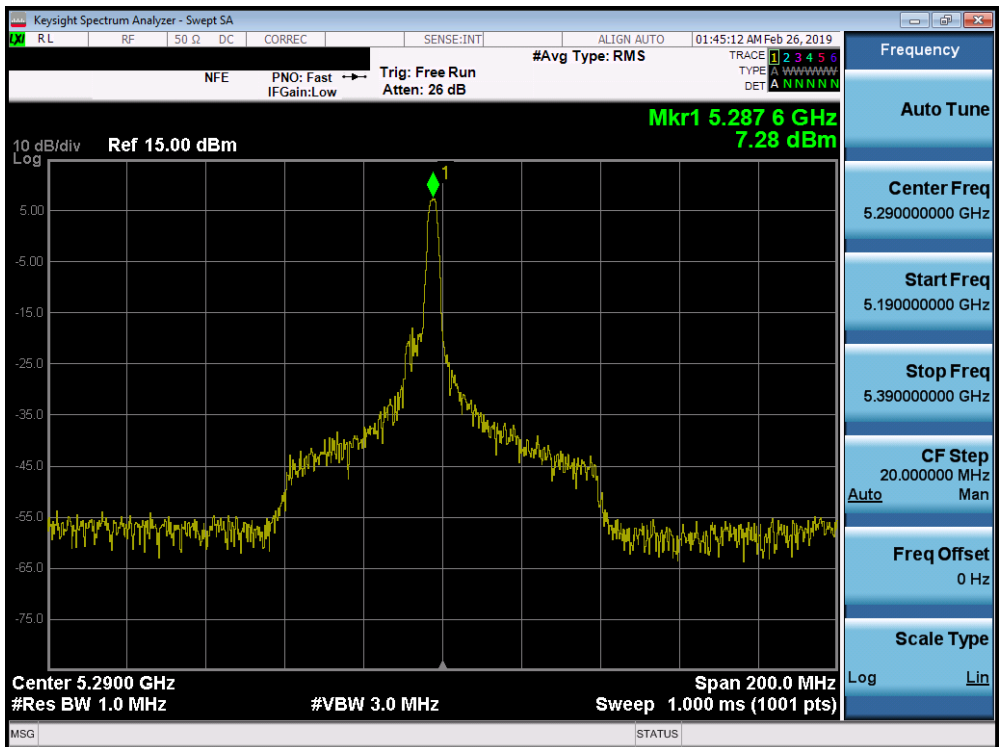 Keysight Spectrum Analyzer - Swept SA
LXI RL RF 50 Ω DC CORREC SENSE:INT ALIGN AUTO 01:45:12 AM Feb 26, 2019
NFE PNO: Fast IFGain:Low Trig: Free Run Atten: 26 dB #Avg Type: RMS
TRACE 1 2 3 4 5 6
TYPE A WWWWW
DET A N N N N N
Mkr1 5.287 6 GHz
7.28 dBm
10 dB/div Ref 15.00 dBm
Log
1
5.00
-5.00
-15.0
-25.0
-35.0
-45.0
-55.0
-65.0
-75.0
Center 5.2900 GHz Span 200.0 MHz
#Res BW 1.0 MHz #VBW 3.0 MHz Sweep 1.000 ms (1001 pts)
MSG STATUS
Frequency
Auto Tune
Center Freq
5.290000000 GHz
Start Freq
5.190000000 GHz
Stop Freq
5.390000000 GHz
CF Step
20.000000 MHz
Auto Man
Freq Offset
0 Hz
Scale Type
Log Lin